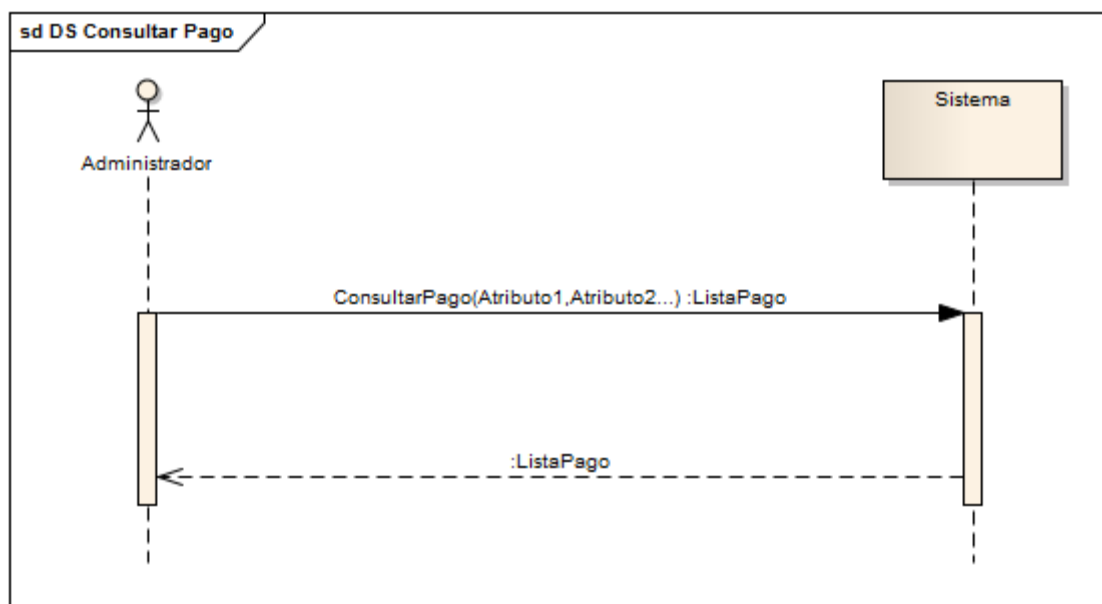 sd DS Consultar Pago
Sistema
Administrador
ConsultarPago(Atributo1,Atributo2...) :ListaPago
:ListaPago